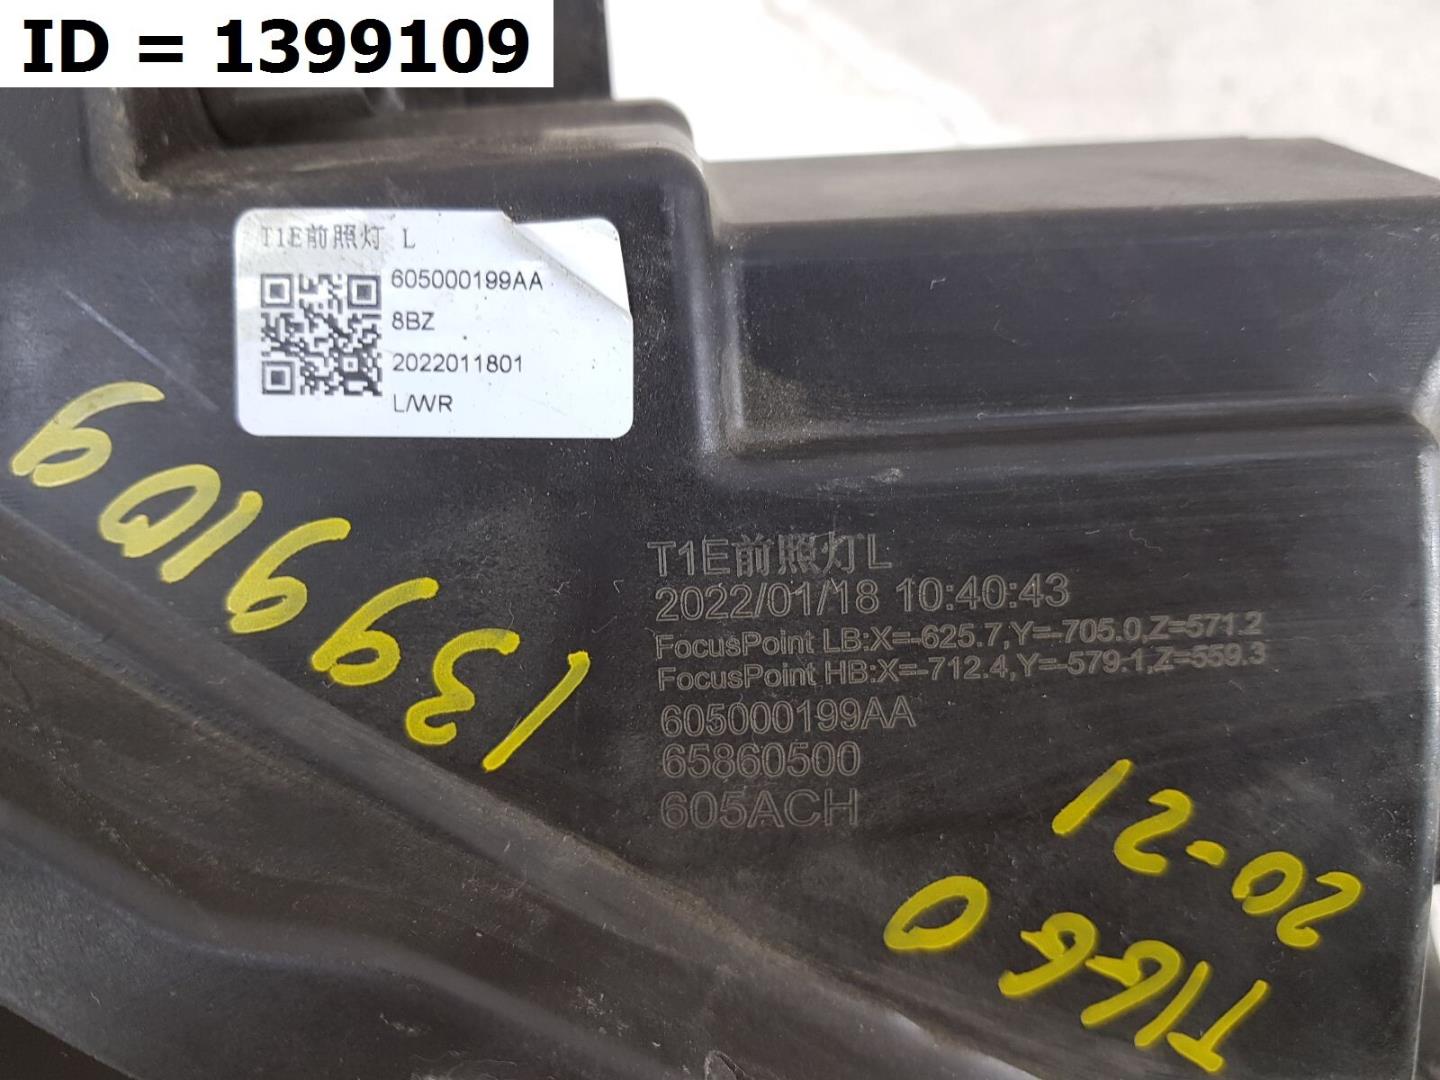 ID = 1399109
T1E前照灯 L
605000199AA
8BZ
2022011801
L/WR
1399109
T1E前照灯L
2022/01/18 10:40:43
FocusPoint LB:X=-625.7,Y=-705.0,Z=571.2
FocusPoint HB:X=-712.4,Y=-579.1,Z=559.3
605000199AA
65860500
605ACH
TIGGO
20-21